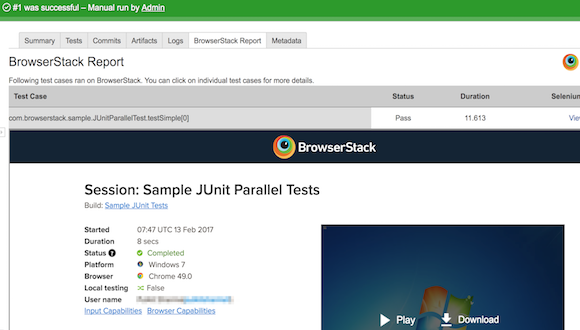 #1 was successful – Manual run by Admin
Summary Tests Commits Artifacts Logs BrowserStack Report Metadata
BrowserStack Report
Following test cases ran on BrowserStack. You can click on individual test cases for more details.
Test Case Status Duration Seleniu
com.browserstack.sample.JUnitParallelTest.testSimple[0] Pass 11.613 Vie
BrowserStack
Session: Sample JUnit Parallel Tests
Build: Sample JUnit Tests
Started 07:47 UTC 13 Feb 2017
Duration 8 secs
Status ? Completed
Platform Windows 7
Browser Chrome 49.0
Local testing False
User name
Input Capabilities Browser Capabilities
Play Download